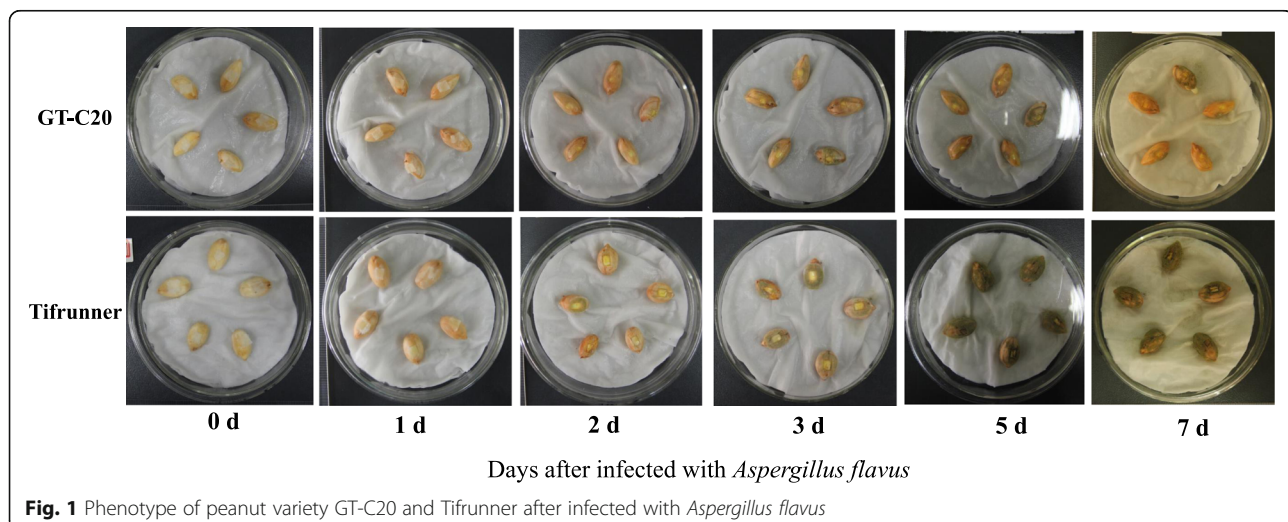 GT-C20
Tifrunner
0 d 1 d 2 d 3 d 5 d 7 d
Days after infected with Aspergillus flavus
Fig. 1 Phenotype of peanut variety GT-C20 and Tifrunner after infected with Aspergillus flavus